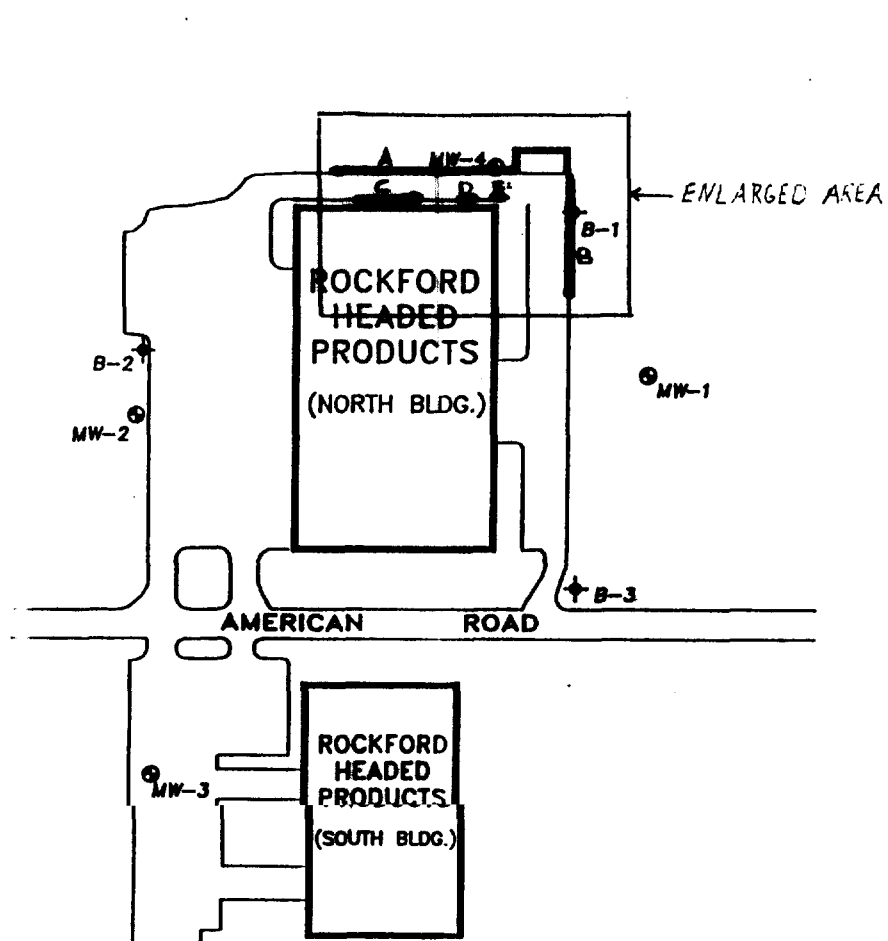 A
MW-4
C
D
E
ENLARGED AREA
B-1
B
ROCKFORD
HEADED
PRODUCTS
(NORTH BLDG.)
B-2
MW-1
MW-2
B-3
AMERICAN ROAD
ROCKFORD
HEADED
PRODUCTS
(SOUTH BLDG.)
MW-3